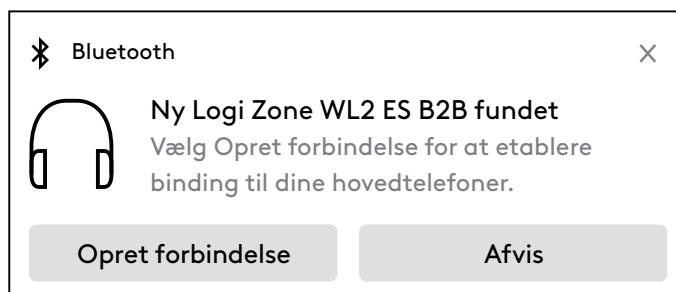 Bluetooth
Ny Logi Zone WL2 ES B2B fundet
Vælg Opret forbindelse for at etablere
binding til dine hovedtelefoner.
Opret forbindelse
Afvis